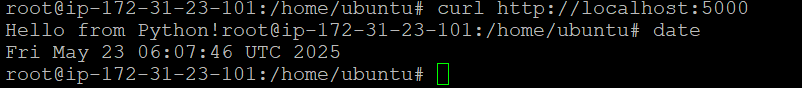 root@ip-172-31-23-101:/home/ubuntu# curl http://localhost:5000
Hello from Python!root@ip-172-31-23-101:/home/ubuntu# date
Fri May 23 06:07:46 UTC 2025
root@ip-172-31-23-101:/home/ubuntu#